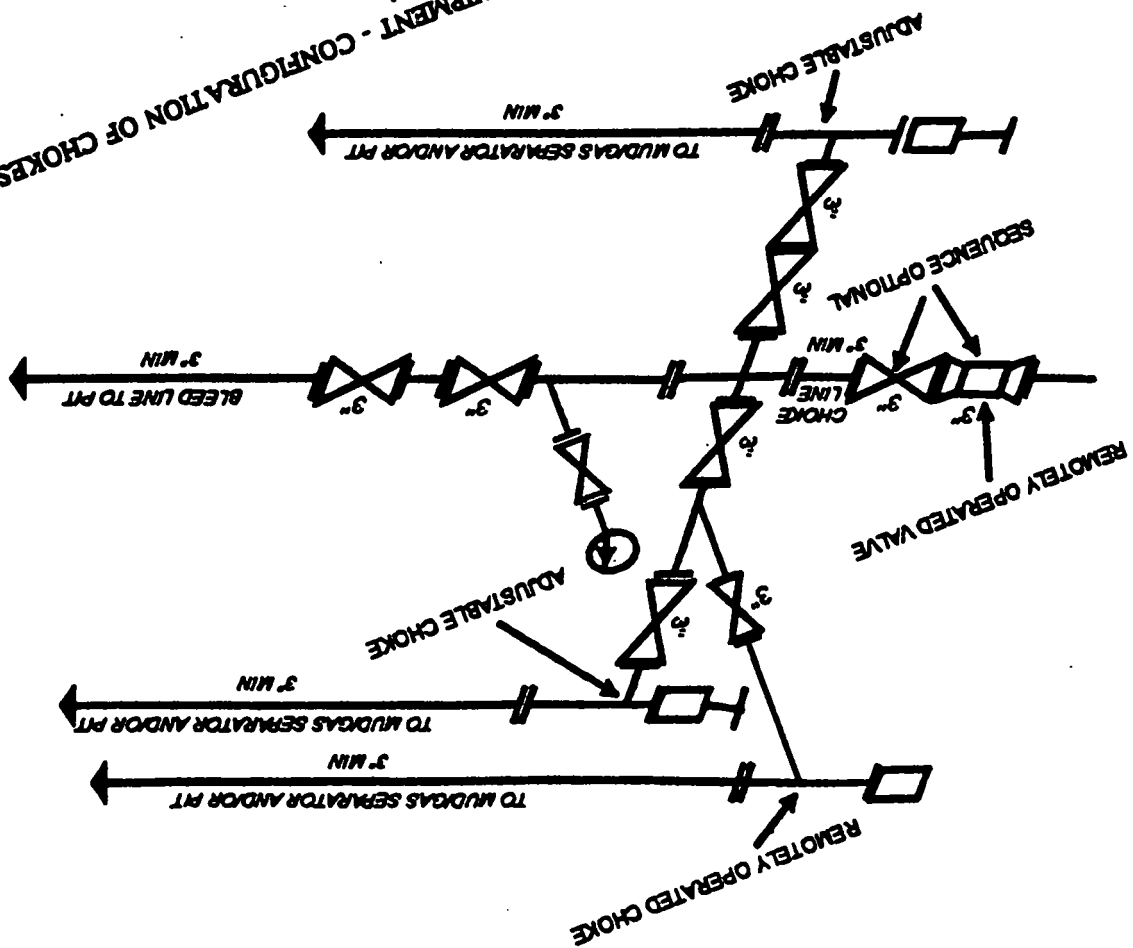 REMOTELY OPERATED CHOKE
TO MUD/GAS SEPARATOR AND/OR PIT
3" MIN
TO MUD/GAS SEPARATOR AND/OR PIT
3" MIN
ADJUSTABLE CHOKE
3"
3"
REMOTELY OPERATED VALVE
3"
3"
3"
CHOKE
LINE
3" MIN
BLEED LINE TO PIT
3"
3"
3" MIN
SEQUENCE OPTIONAL
3"
3"
TO MUD/GAS SEPARATOR AND/OR PIT
3" MIN
ADJUSTABLE CHOKE
- CONFIGURATION OF CHOKES